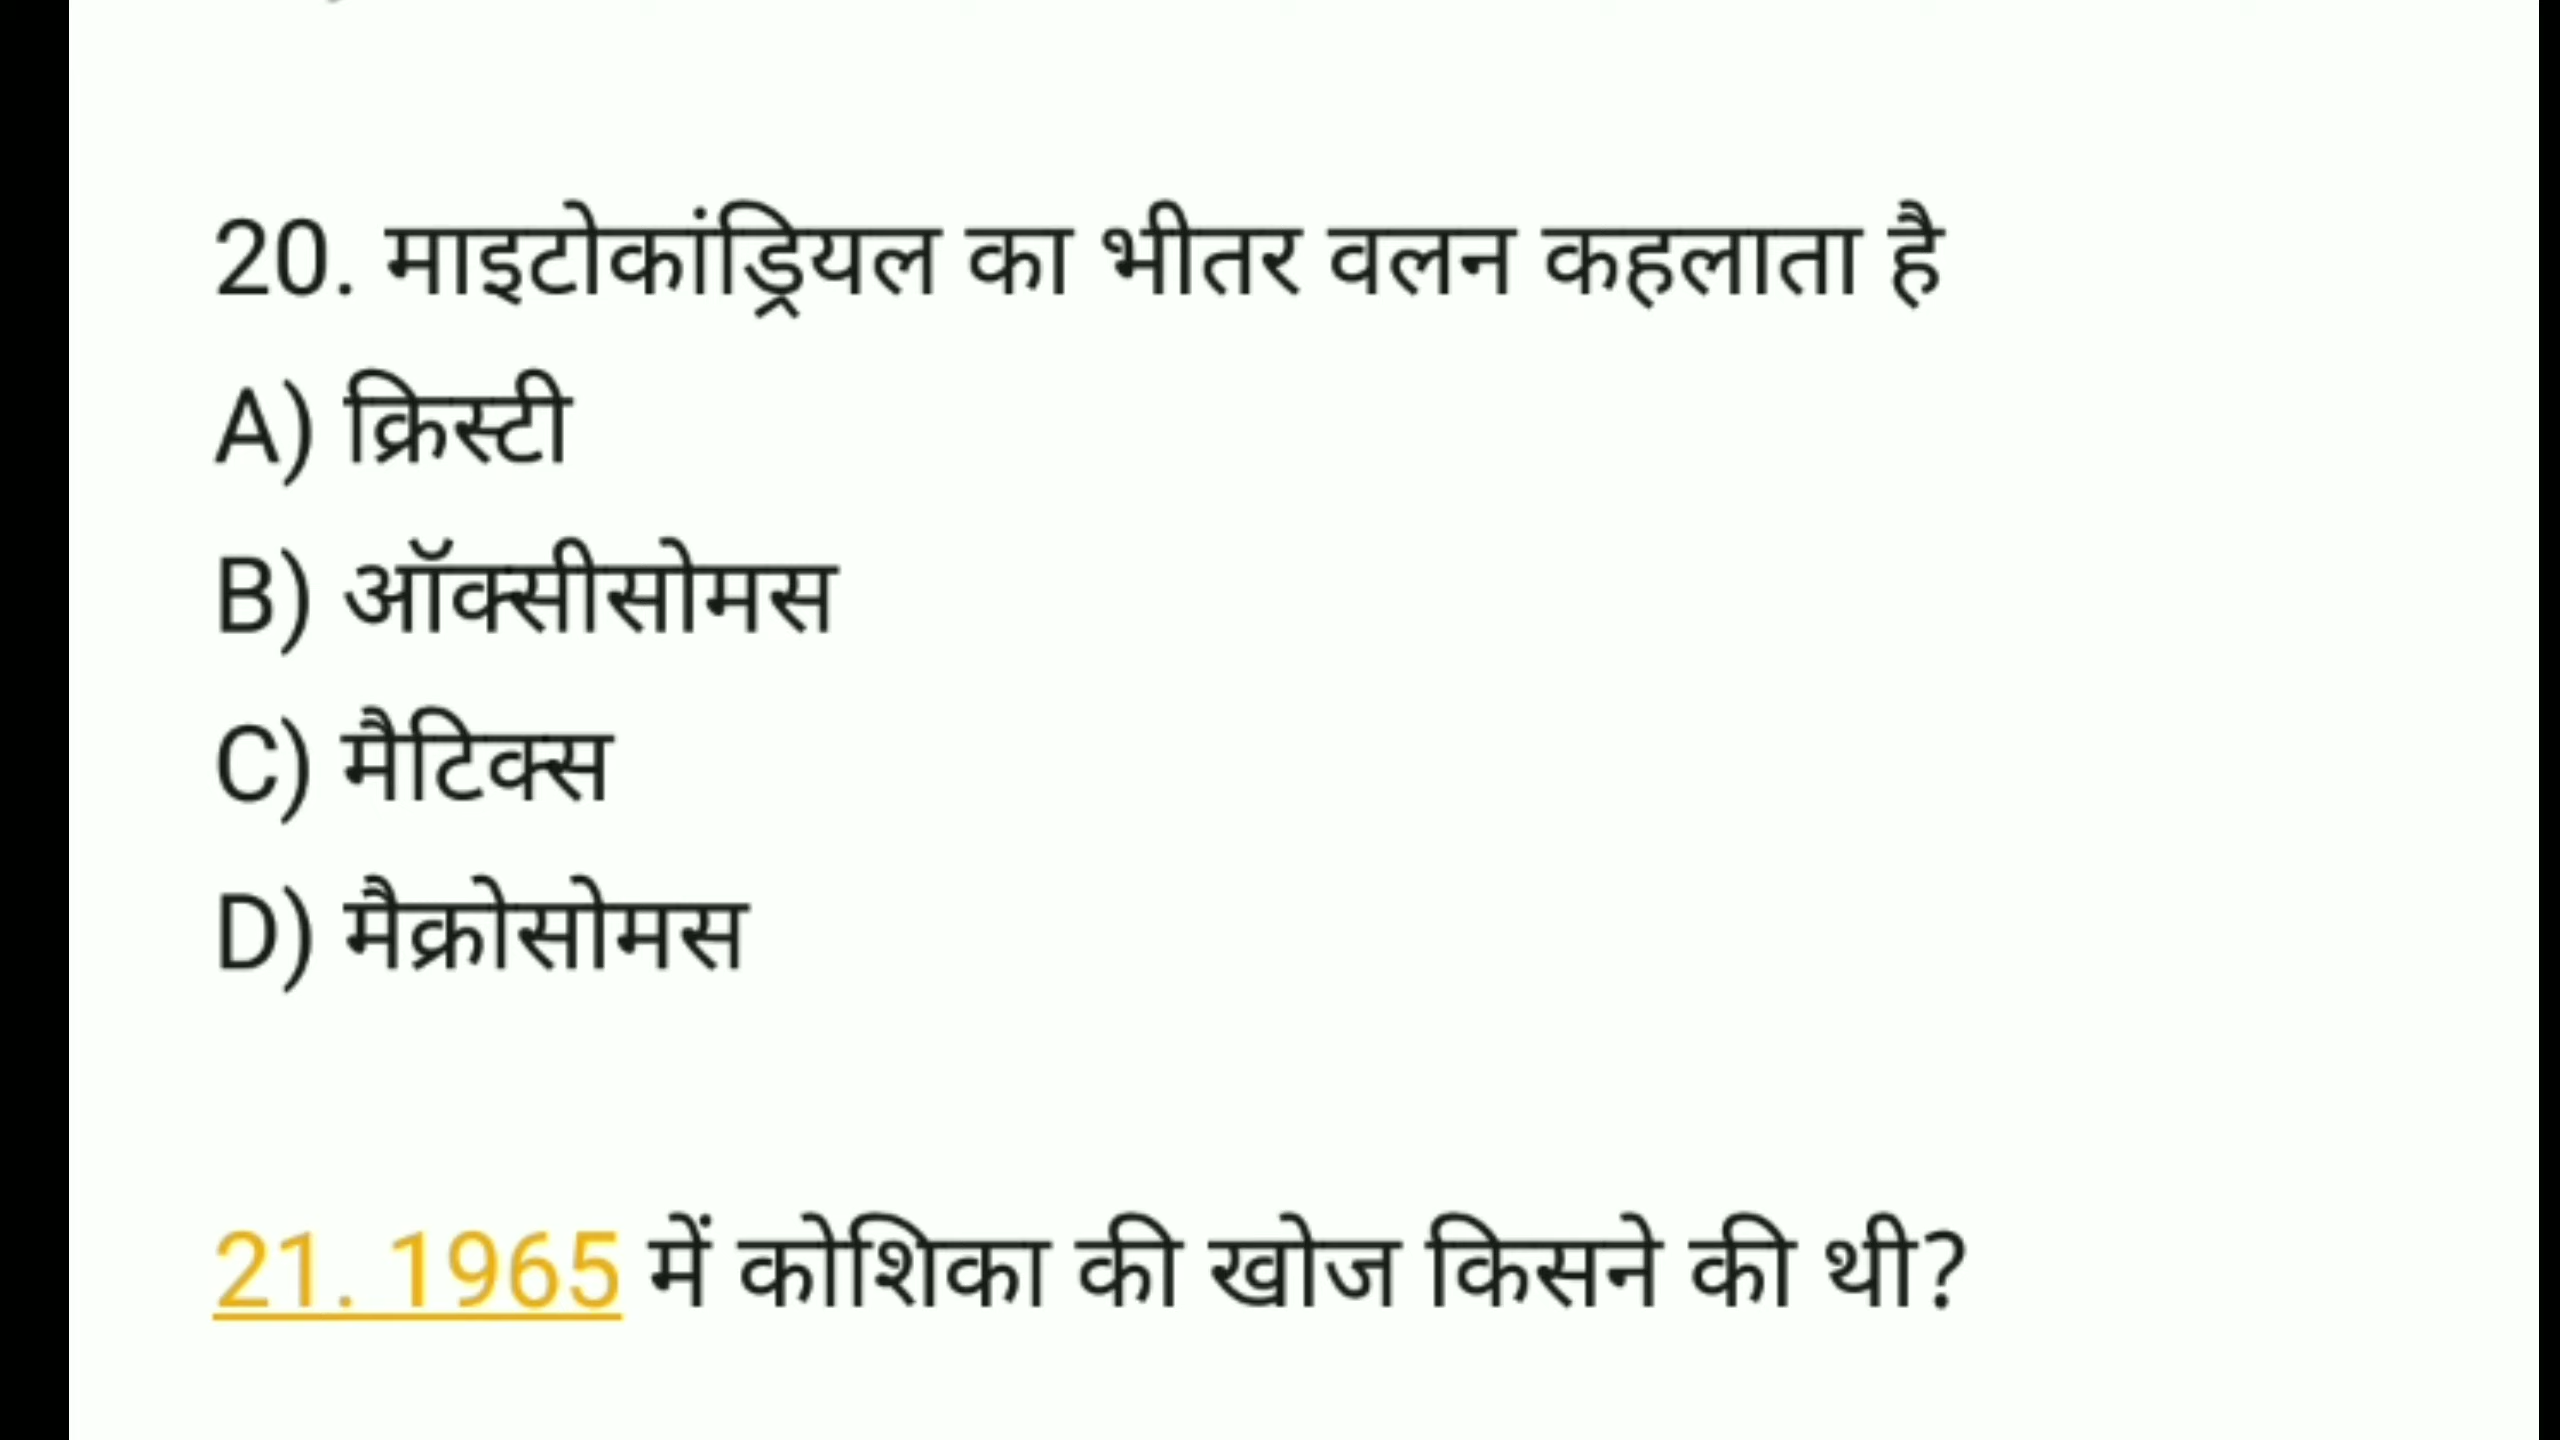 20. माइटोकांड्रियल का भीतर वलन कहलाता है
A) क्रिस्टी
B) ऑक्सीसोमस
C) मैटिक्स
D) मैक्रोसोमस
21. 1965 में कोशिका की खोज किसने की थी?